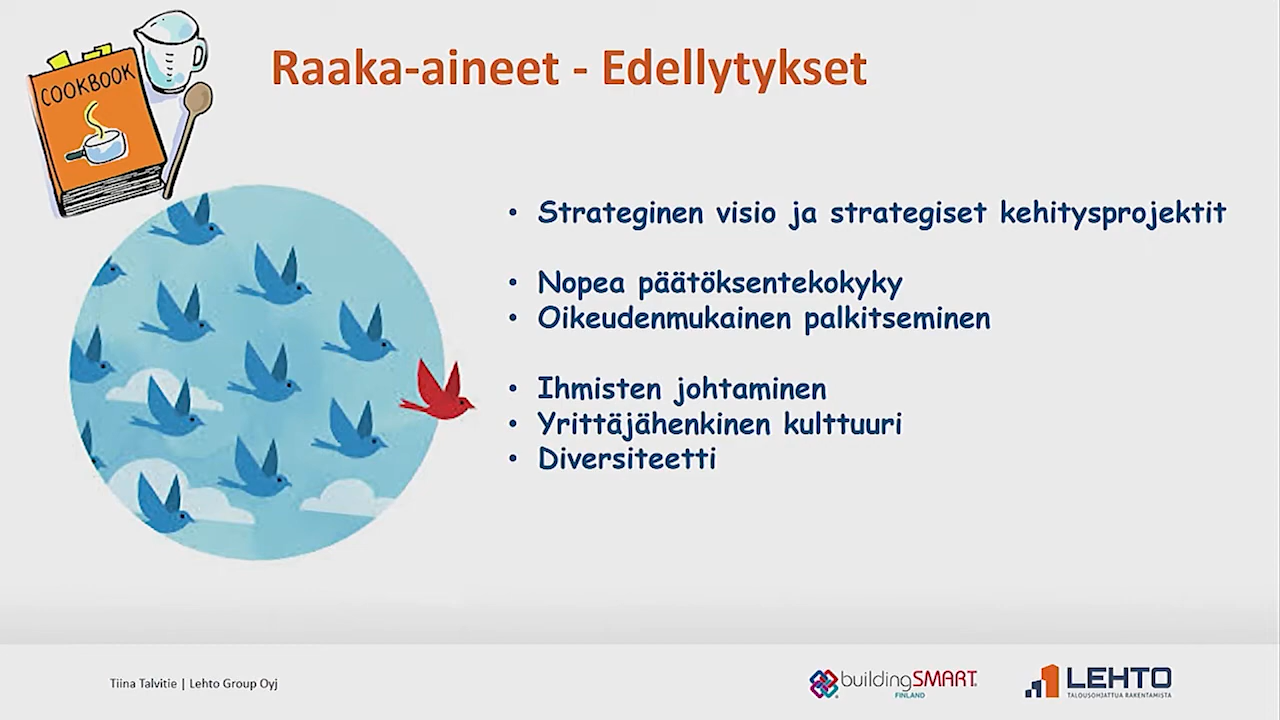 COOKBOOK
Raaka-aineet - Edellytykset
• Strateginen visio ja strategiset kehitysprojektit
• Nopea päätöksentekokyky
• Oikeudenmukainen palkitseminen
• Ihmisten johtaminen
• Yrittäjähenkinen kulttuuri
• Diversiteetti
Tiina Talvitie | Lehto Group Oyj
buildingSMART
FINLAND
LEHTO
TALOUSOHJATTUA RAKENTAMISTA